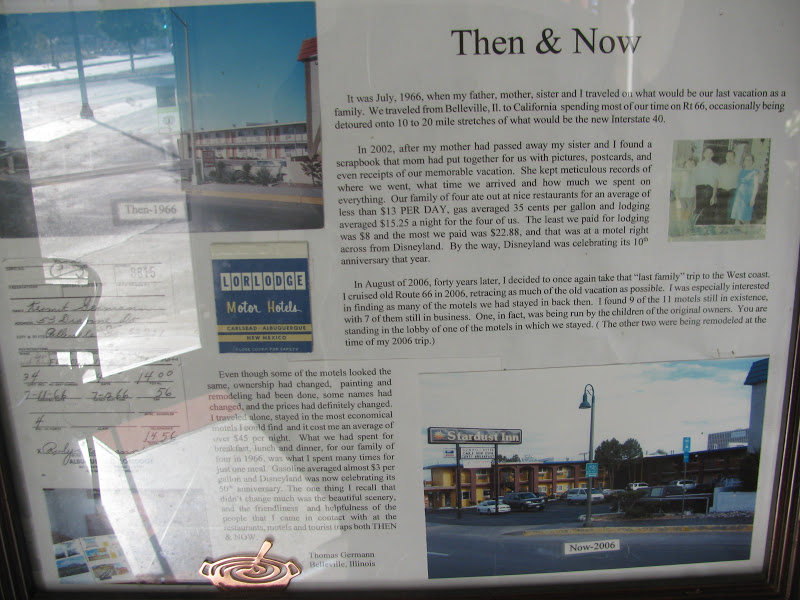 Then & Now
It was July, 1966, when my father, mother, sister and I traveled on what would be our last vacation as a
family. We traveled from Belleville, Il. to California spending most of our time on Rt 66, occasionally being
detoured onto 10 to 20 mile stretches of what would be the new Interstate 40.
In 2002, after my mother had passed away my sister and I found a
scrapbook that mom had put together for us with pictures, postcards, and
even receipts of our memorable vacation. She kept meticulous records of
where we went, what time we arrived and how much we spent on
everything. Our family of four ate out at nice restaurants for an average of
less than $13 PER DAY, gas averaged 35 cents per gallon and lodging
averaged $15.25 a night for the four of us. The least we paid for lodging
was $8 and the most we paid was $22.88, and that was at a motel right
across from Disneyland. By the way, Disneyland was celebrating its 10th
anniversary that year.
In August of 2006, forty years later, I decided to once again take that "last family" trip to the West coast.
I cruised old Route 66 in 2006, retracing as much of the old vacation as possible. I was especially interested
in finding as many of the motels we had stayed in back then. I found 9 of the 11 motels still in existence,
with 7 of them still in business. One, in fact, was being run by the children of the original owners. You are
standing in the lobby of one of the motels in which we stayed. ( The other two were being remodeled at the
time of my 2006 trip.)
Then-1966
LORLODGE
Motor Hotels
CARLSBAD · ALBUQUERQUE
NEW MEXICO
8815
14.00
56
4
14.56
Even though some of the motels looked the
same, ownership had changed, painting and
remodeling had been done, some names had
changed, and the prices had definitely changed.
I traveled alone, stayed in the most economical
motels I could find and it cost me an average of
over $45 per night. What we had spent for
breakfast, lunch and dinner, for our family of
four in 1966, was what I spent many times for
just one meal. Gasoline averaged almost $3 per
gallon and Disneyland was now celebrating its
50th anniversary. The one thing I recall that
didn't change much was the beautiful scenery,
and the friendliness and helpfulness of the
people that I came in contact with at the
restaurants, motels and tourist traps both THEN
& NOW.
Thomas Germann
Belleville, Illinois
Stardust Inn
Now-2006